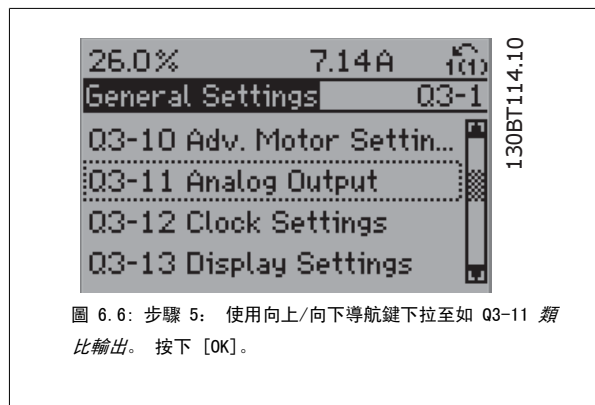 26.0% 7.14A 1(1)
General Settings Q3-1
Q3-10 Adv. Motor Settin...
Q3-11 Analog Output
Q3-12 Clock Settings
Q3-13 Display Settings
130BT114.10
圖 6.6: 步驟 5： 使用向上/向下導航鍵下拉至如 Q3-11 類
比輸出。 按下 [OK]。